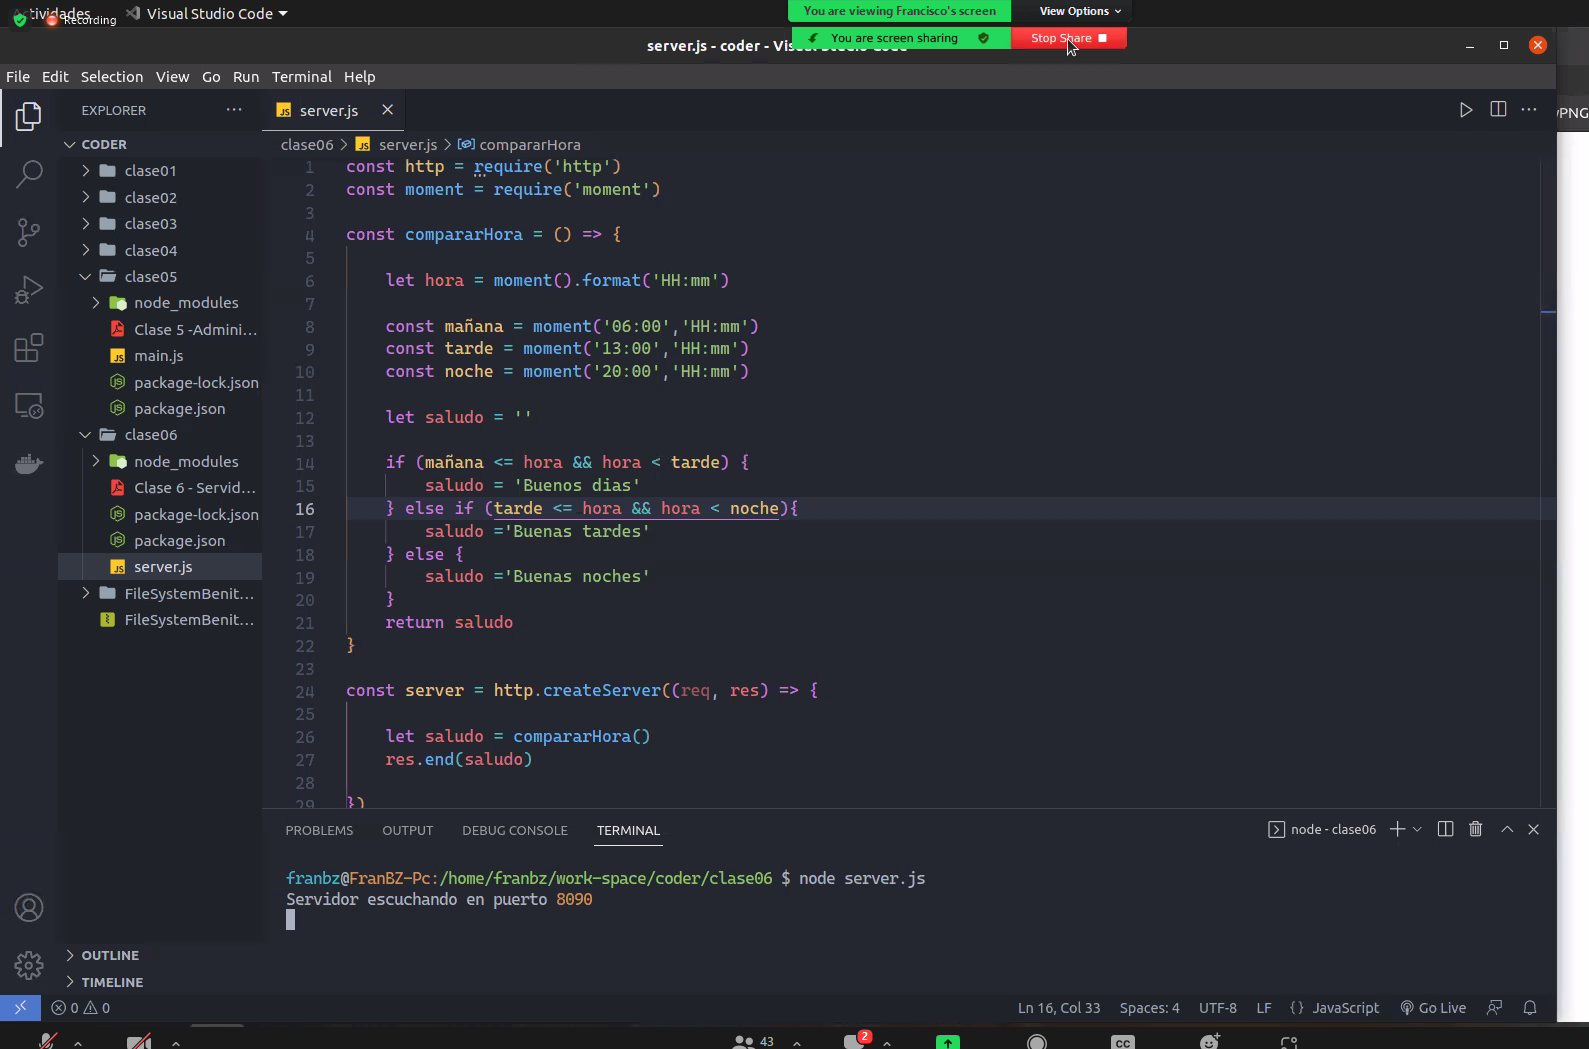 Actividades
Recording
Visual Studio Code
You are viewing Francisco's screen
View Options
You are screen sharing
Stop Share
server.js - coder - Visual Studio Code
File Edit Selection View Go Run Terminal Help
PNG
EXPLORER
CODER
clase01
clase02
clase03
clase04
clase05
node_modules
Clase 5 -Admini...
main.js
package-lock.json
package.json
clase06
node_modules
Clase 6 - Servid...
package-lock.json
package.json
server.js
FileSystemBenit...
FileSystemBenit...
OUTLINE
TIMELINE
server.js
clase06 > server.js > compararHora
1 const http = require('http')
2 const moment = require('moment')
3
4 const compararHora = () => {
5
6 let hora = moment().format('HH:mm')
7
8 const mañana = moment('06:00','HH:mm')
9 const tarde = moment('13:00','HH:mm')
10 const noche = moment('20:00','HH:mm')
11
12 let saludo = ''
13
14 if (mañana <= hora && hora < tarde) {
15 saludo = 'Buenos dias'
16 } else if (tarde <= hora && hora < noche){
17 saludo ='Buenas tardes'
18 } else {
19 saludo ='Buenas noches'
20 }
21 return saludo
22 }
23
24 const server = http.createServer((req, res) => {
25
26 let saludo = compararHora()
27 res.end(saludo)
28
29 })
PROBLEMS OUTPUT DEBUG CONSOLE TERMINAL
node - clase06
franbz@FranBZ-Pc:/home/franbz/work-space/coder/clase06 $ node server.js
Servidor escuchando en puerto 8090
0 0
Ln 16, Col 33 Spaces: 4 UTF-8 LF {} JavaScript Go Live
43
2
CC